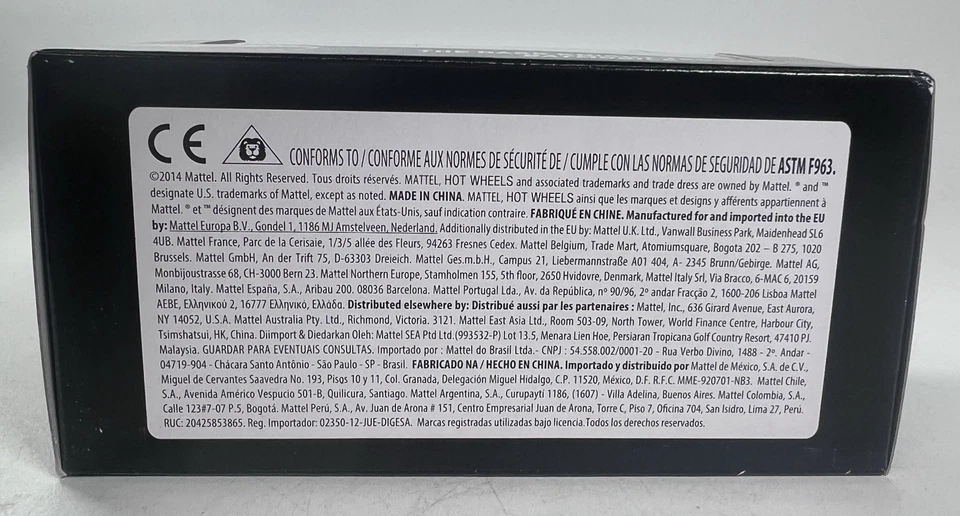 CE CONFORMS TO / CONFORME AUX NORMES DE SÉCURITÉ DE / CUMPLE CON LAS NORMAS DE SEGURIDAD DE ASTM F963.
©2014 Mattel. All Rights Reserved. Tous droits réservés. MATTEL, HOT WHEELS and associated trademarks and trade dress are owned by Mattel. ® and ™
designate U.S. trademarks of Mattel, except as noted. MADE IN CHINA. MATTEL, HOT WHEELS ainsi que les marques et designs y afférents appartiennent à
Mattel. ® et ™ désignent des marques de Mattel aux États-Unis, sauf indication contraire. FABRIQUÉ EN CHINE. Manufactured for and imported into the EU
by: Mattel Europa B.V., Gondel 1, 1186 MJ Amstelveen, Nederland. Additionally distributed in the EU by: Mattel U.K. Ltd., Vanwall Business Park, Maidenhead SL6
4UB. Mattel France, Parc de la Cerisaie, 1/3/5 allée des Fleurs, 94263 Fresnes Cedex. Mattel Belgium, Trade Mart, Atomiumsquare, Bogota 202 – B 275, 1020
Brussels. Mattel GmbH, An der Trift 75, D-63303 Dreieich. Mattel Ges.m.b.H., Campus 21, Liebermannstraße A01 404, A- 2345 Brunn/Gebirge. Mattel AG,
Monbijoustrasse 68, CH-3000 Bern 23. Mattel Northern Europe, Stamholmen 155, 5th floor, 2650 Hvidovre, Denmark, Mattel Italy Srl, Via Bracco, 6-MAC 6, 20159
Milano, Italy. Mattel España, S.A., Aribau 200. 08036 Barcelona. Mattel Portugal Lda., Av. da República, nº 90/96, 2º andar Fracção 2, 1600-206 Lisboa Mattel
AEBE, Ελληνικού 2, 16777 Ελληνικό, Ελλάδα. Distributed elsewhere by: Distribué aussi par les partenaires : Mattel, Inc., 636 Girard Avenue, East Aurora,
NY 14052, U.S.A. Mattel Australia Pty. Ltd., Richmond, Victoria. 3121. Mattel East Asia Ltd., Room 503-09, North Tower, World Finance Centre, Harbour City,
Tsimshatsui, HK, China. Diimport & Diedarkan Oleh: Mattel SEA Ptd Ltd.(993532-P) Lot 13.5, Menara Lien Hoe, Persiaran Tropicana Golf Country Resort, 47410 PJ.
Malaysia. GUARDAR PARA EVENTUAIS CONSULTAS. Importado por : Mattel do Brasil Ltda.- CNPJ : 54.558.002/0001-20 - Rua Verbo Divino, 1488 - 2º. Andar -
04719-904 - Chácara Santo Antônio - São Paulo - SP - Brasil. FABRICADO NA / HECHO EN CHINA. Importado y distribuido por Mattel de México, S.A. de C.V.,
Miguel de Cervantes Saavedra No. 193, Pisos 10 y 11, Col. Granada, Delegación Miguel Hidalgo, C.P. 11520, México, D.F. R.F.C. MME-920701-NB3. Mattel Chile,
S.A., Avenida Américo Vespucio 501-B, Quilicura, Santiago. Mattel Argentina, S.A., Curupaytí 1186, (1607) - Villa Adelina, Buenos Aires. Mattel Colombia, S.A.,
Calle 123#7-07 P.5, Bogotá. Mattel Perú, S.A., Av. Juan de Arona # 151, Centro Empresarial Juan de Arona, Torre C, Piso 7, Oficina 704, San Isidro, Lima 27, Perú.
RUC: 20425853865. Reg. Importador: 02350-12-JUE-DIGESA. Marcas registradas utilizadas bajo licencia.Todos los derechos reservados.